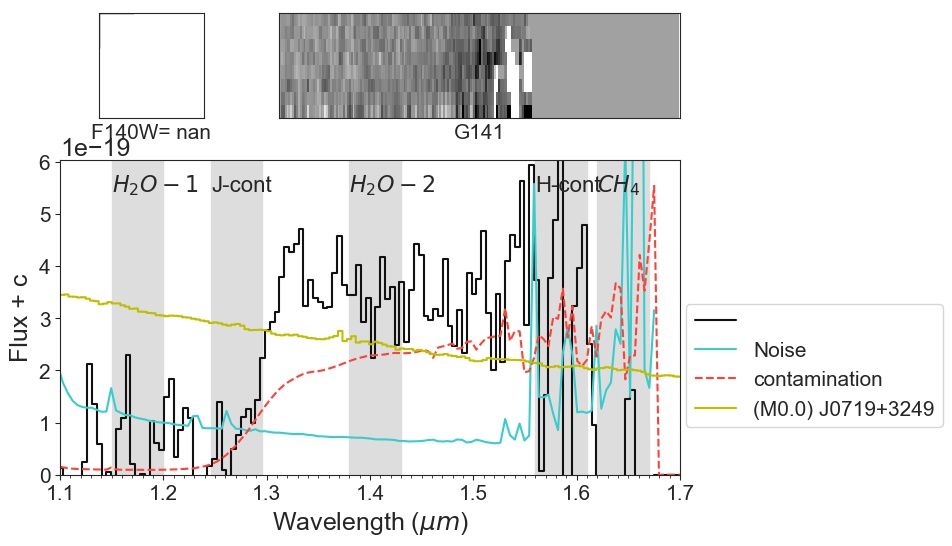 F140W= nan
G141
1e−19
H₂O − 1
J-cont
H₂O − 2
H-cont
CH₄
6
5
4
3
2
1
0
Flux + c
1.1 1.2 1.3 1.4 1.5 1.6 1.7
Wavelength (μm)
Noise
contamination
(M0.0) J0719+3249